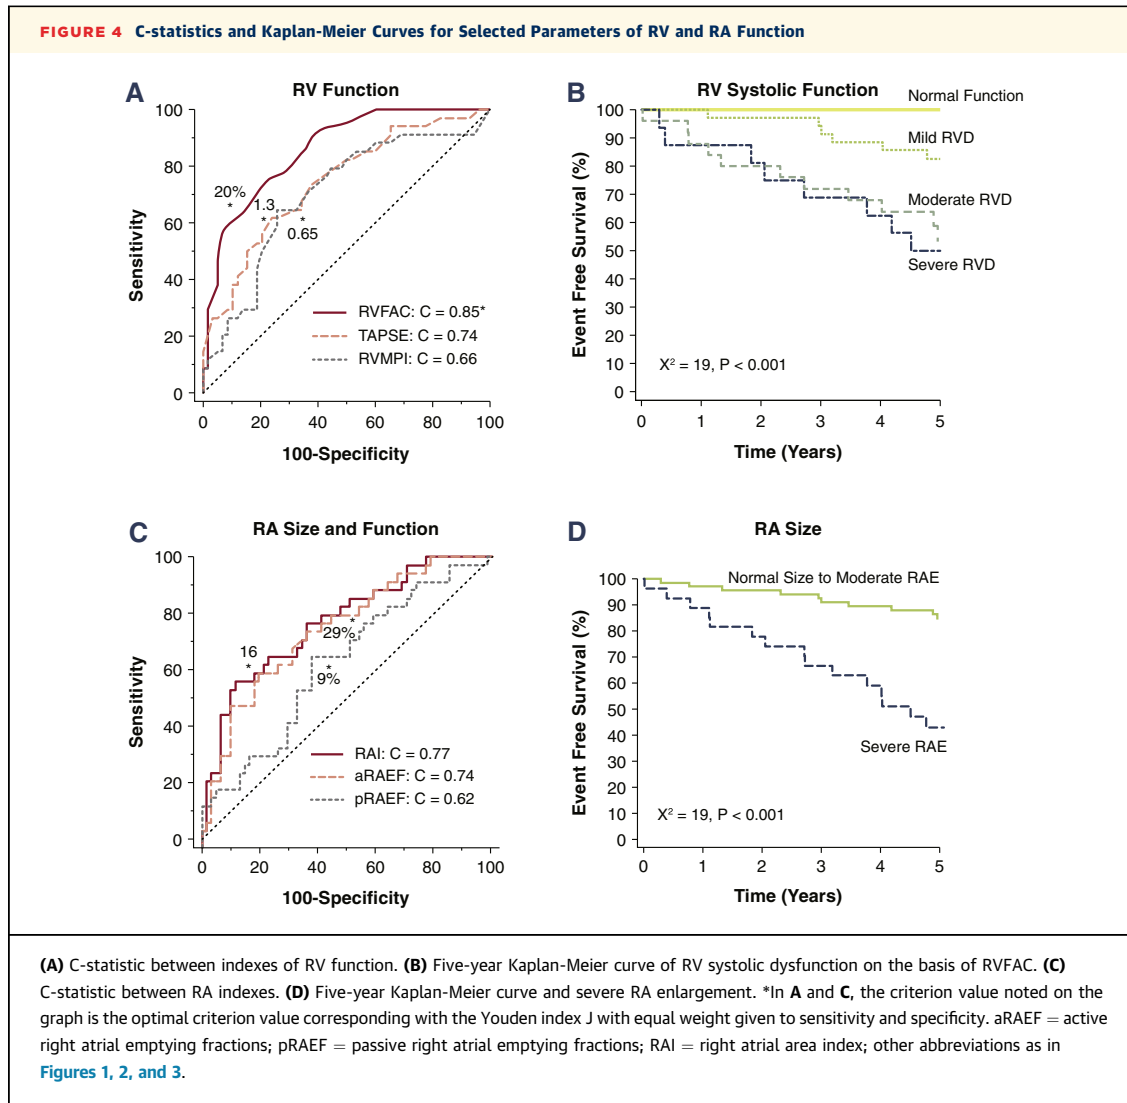 FIGURE 4 C-statistics and Kaplan-Meier Curves for Selected Parameters of RV and RA Function
A
RV Function
100
80
60
40
20
0
Sensitivity
20%
*
1.3
*
*
0.65
RVFAC: C = 0.85*
TAPSE: C = 0.74
RVMPI: C = 0.66
0 20 40 60 80 100
100-Specificity
B
RV Systolic Function
100
90
80
70
60
50
40
30
20
10
0
Event Free Survival (%)
Normal Function
Mild RVD
Moderate RVD
Severe RVD
X² = 19, P < 0.001
0 1 2 3 4 5
Time (Years)
C
RA Size and Function
100
80
60
40
20
0
Sensitivity
16
*
*
29%
*
9%
RAI: C = 0.77
aRAEF: C = 0.74
pRAEF: C = 0.62
0 20 40 60 80 100
100-Specificity
D
RA Size
100
90
80
70
60
50
40
30
20
10
0
Event Free Survival (%)
Normal Size to Moderate RAE
Severe RAE
X² = 19, P < 0.001
0 1 2 3 4 5
Time (Years)
(A) C-statistic between indexes of RV function. (B) Five-year Kaplan-Meier curve of RV systolic dysfunction on the basis of RVFAC. (C)
C-statistic between RA indexes. (D) Five-year Kaplan-Meier curve and severe RA enlargement. *In A and C, the criterion value noted on the
graph is the optimal criterion value corresponding with the Youden index J with equal weight given to sensitivity and specificity. aRAEF = active
right atrial emptying fractions; pRAEF = passive right atrial emptying fractions; RAI = right atrial area index; other abbreviations as in
Figures 1, 2, and 3.